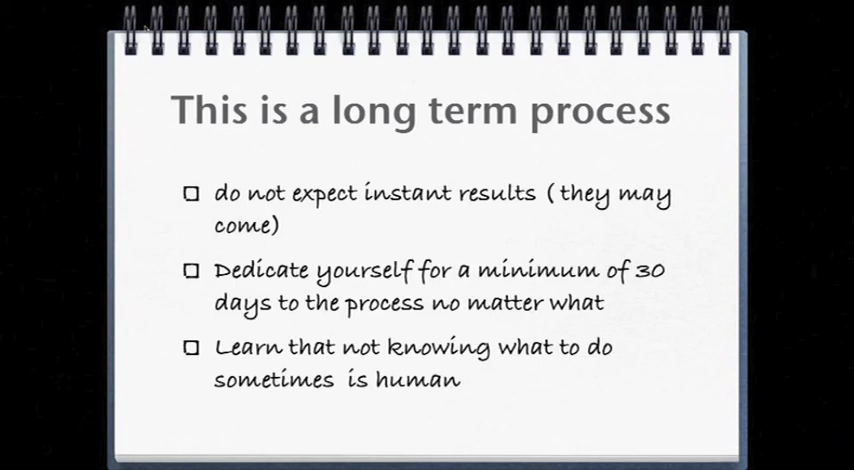 This is a long term process
do not expect instant results ( they may
come)
Dedicate yourself for a minimum of 30
days to the process no matter what
Learn that not knowing what to do
sometimes is human